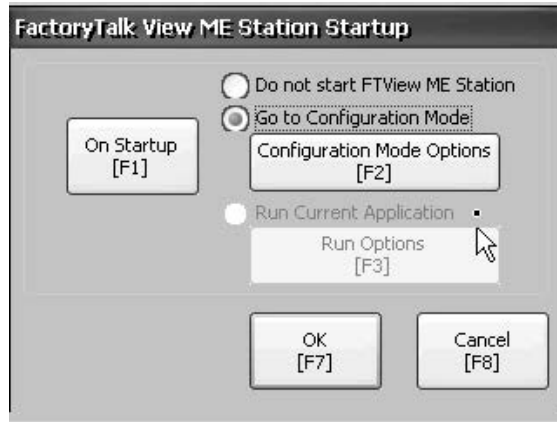 FactoryTalk View ME Station Startup
Do not start FTView ME Station
Go to Configuration Mode
On Startup
[F1]
Configuration Mode Options
[F2]
Run Current Application
Run Options
[F3]
OK
[F7]
Cancel
[F8]